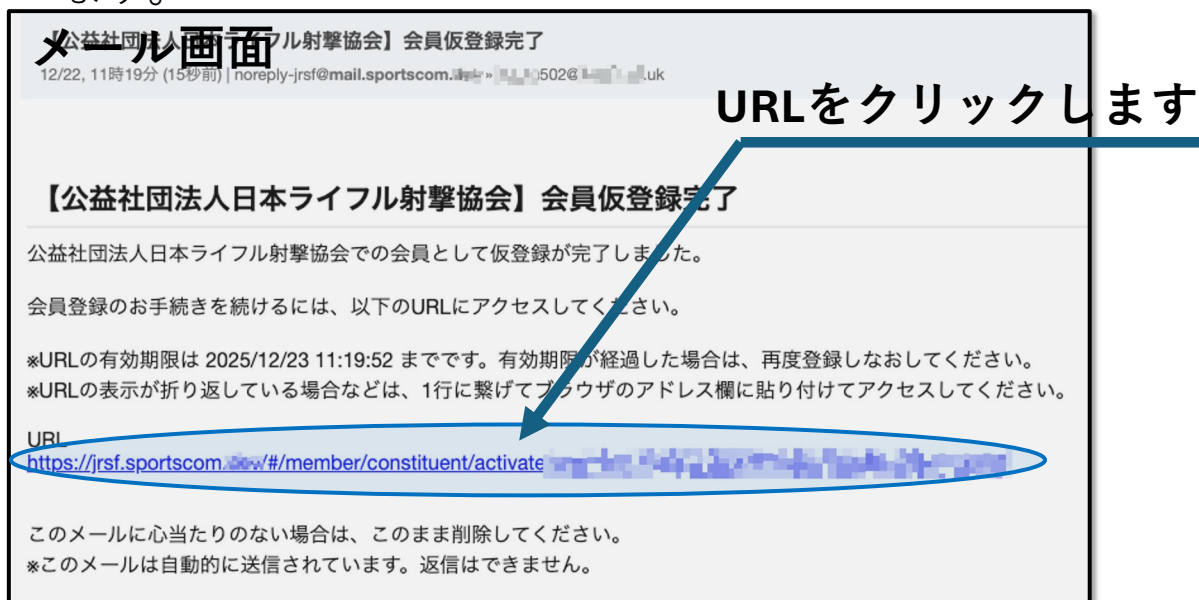 ます。
メール画面
【公益社団法人日本ライフル射撃協会】会員仮登録完了
12/22, 11時19分 (15秒前) | noreply-jrsf@mail.sportscom. » 502@ .uk
URLをクリックします
【公益社団法人日本ライフル射撃協会】会員仮登録完了
公益社団法人日本ライフル射撃協会での会員として仮登録が完了しました。
会員登録のお手続きを続けるには、以下のURLにアクセスしてください。
※URLの有効期限は 2025/12/23 11:19:52 までです。有効期限が経過した場合は、再度登録しなおしてください。
※URLの表示が折り返している場合などは、1行に繋げてブラウザのアドレス欄に貼り付けてアクセスしてください。
URL
https://jrsf.sportscom. /#/member/constituent/activate
このメールに心当たりのない場合は、このまま削除してください。
※このメールは自動的に送信されています。返信はできません。